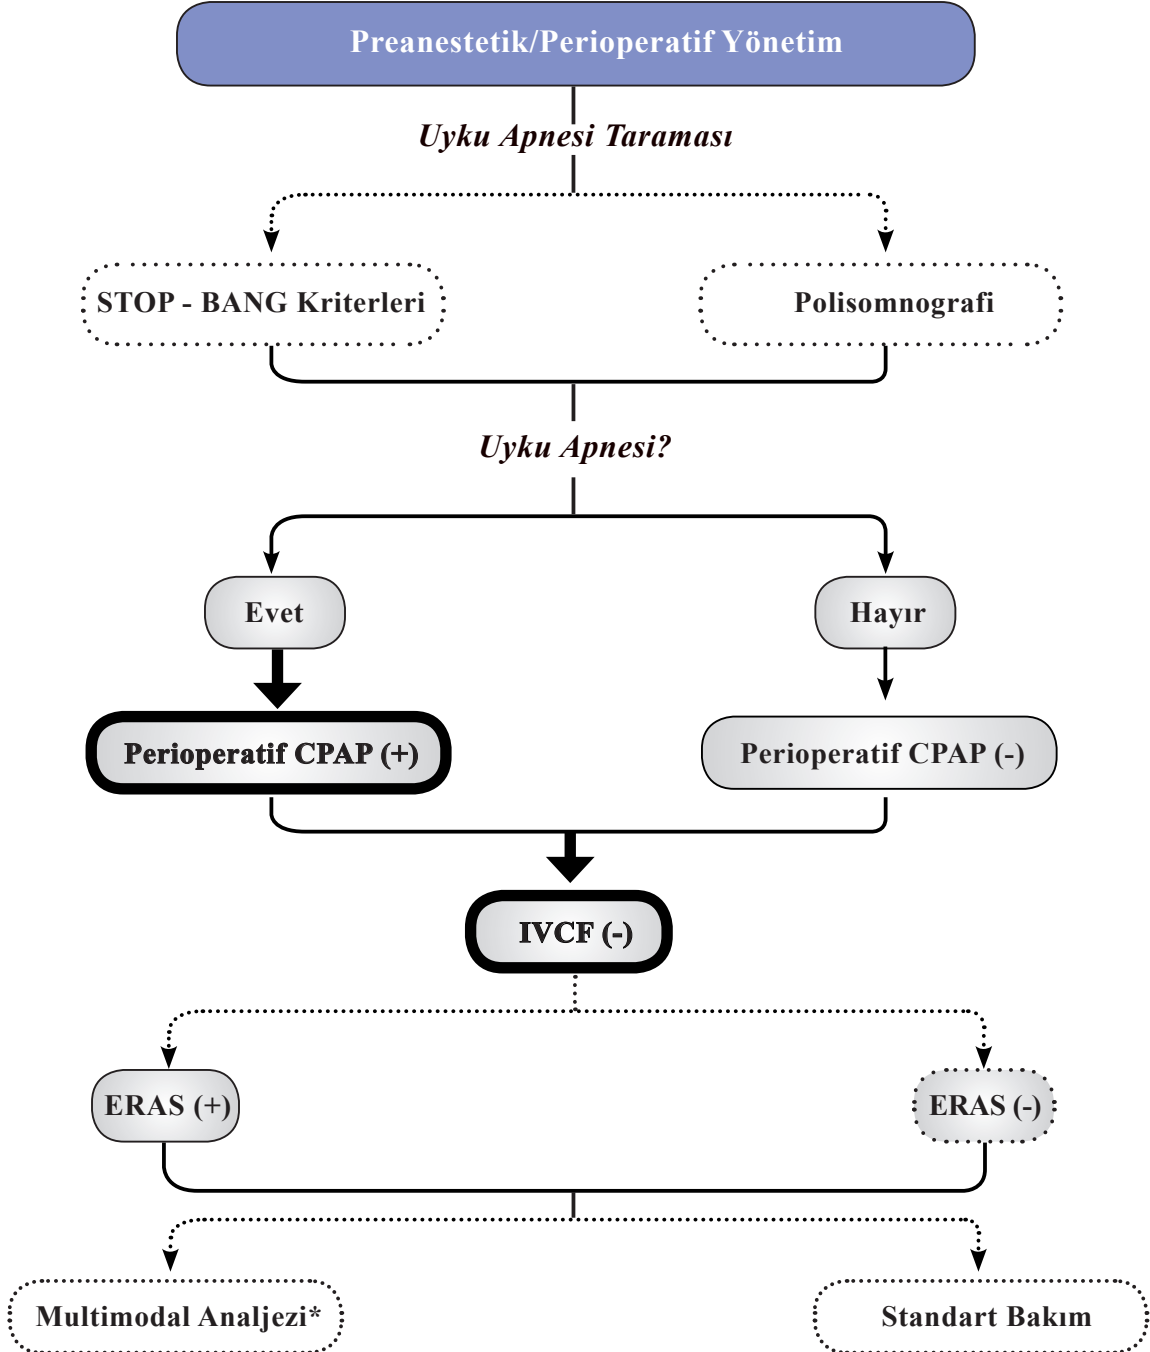 Preanestetik/Perioperatif Yönetim
Uyku Apnesi Taraması
STOP - BANG Kriterleri
Polisomnografi
Uyku Apnesi?
Evet
Hayır
Perioperatif CPAP (+)
Perioperatif CPAP (-)
IVCF (-)
ERAS (+)
ERAS (-)
Multimodal Analjezi*
Standart Bakım